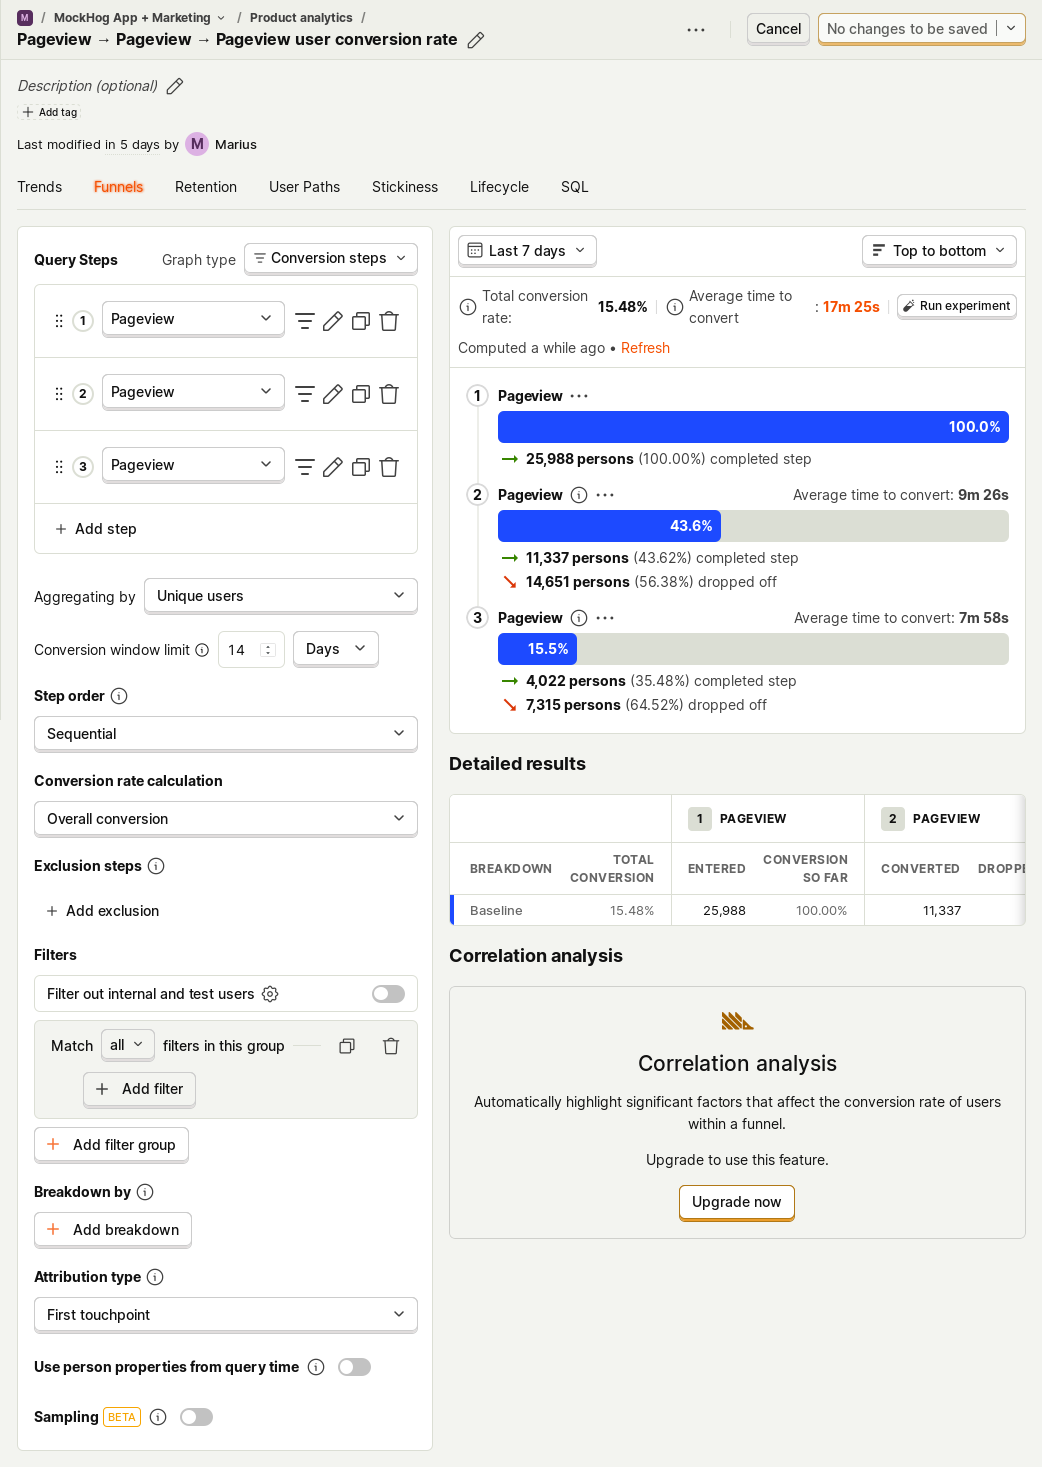 M / MockHog App + Marketing / Product analytics /
Pageview → Pageview → Pageview user conversion rate
Cancel
No changes to be saved
Description (optional)
Add tag
Last modified in 5 days by M Marius
Trends Funnels Retention User Paths Stickiness Lifecycle SQL
Query Steps
Graph type Conversion steps
1 Pageview
2 Pageview
3 Pageview
Add step
Aggregating by Unique users
Conversion window limit 14 Days
Step order
Sequential
Conversion rate calculation
Overall conversion
Exclusion steps
Add exclusion
Filters
Filter out internal and test users
Match all filters in this group
Add filter
Add filter group
Breakdown by
Add breakdown
Attribution type
First touchpoint
Use person properties from query time
Sampling BETA
Last 7 days
Top to bottom
Total conversion rate: 15.48%
Average time to convert : 17m 25s
Run experiment
Computed a while ago • Refresh
1 Pageview
100.0%
25,988 persons (100.00%) completed step
2 Pageview
Average time to convert: 9m 26s
43.6%
11,337 persons (43.62%) completed step
14,651 persons (56.38%) dropped off
3 Pageview
Average time to convert: 7m 58s
15.5%
4,022 persons (35.48%) completed step
7,315 persons (64.52%) dropped off
Detailed results
1 PAGEVIEW 2 PAGEVIEW
BREAKDOWN TOTAL CONVERSION ENTERED CONVERSION SO FAR CONVERTED DROPPE
Baseline 15.48% 25,988 100.00% 11,337
Correlation analysis
Correlation analysis
Automatically highlight significant factors that affect the conversion rate of users
within a funnel.
Upgrade to use this feature.
Upgrade now